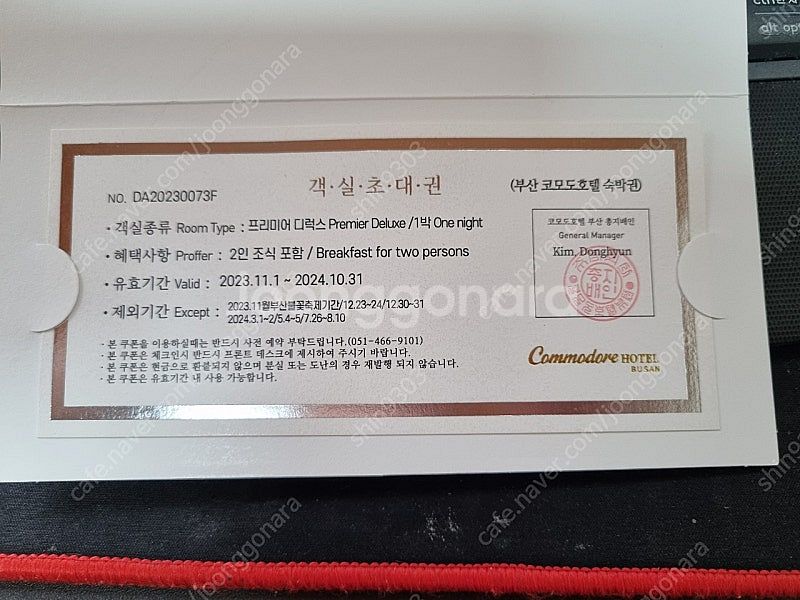 객·실·초·대·권
(부산 코모도호텔 숙박권)
NO. DA20230073F
· 객실종류 Room Type : 프리미어 디럭스 Premier Deluxe /1박 One night
· 혜택사항 Proffer : 2인 조식 포함 / Breakfast for two persons
· 유효기간 Valid : 2023.11.1 ~ 2024.10.31
· 제외기간 Except : 2023.11월부산불꽃축제기간/12.23~24/12.30~31
2024.3.1~2/5.4~5/7.26~8.10
· 본 쿠폰을 이용하실때는 반드시 사전 예약 부탁드립니다.(051-466-9101)
· 본 쿠폰은 체크인시 반드시 프론트 데스크에 제시하여 주시기 바랍니다.
· 본 쿠폰은 현금으로 환불되지 않으며 분실 또는 도난의 경우 재발행 되지 않습니다.
· 본 쿠폰은 유효기간 내 사용 가능합니다.
코모도호텔 부산 총지배인
General Manager
Kim, Donghyun
총지
배인
Commodore HOTEL
BUSAN
joonggonara
cafe.naver.com/joonggonara
alt